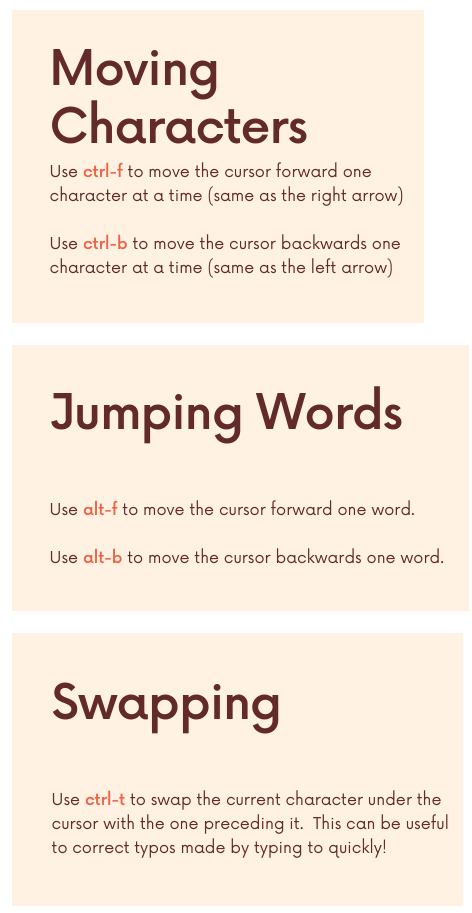 Moving
Characters
Use ctrl-f to move the cursor forward one
character at a time (same as the right arrow)
Use ctrl-b to move the cursor backwards one
character at a time (same as the left arrow)
Jumping Words
Use alt-f to move the cursor forward one word.
Use alt-b to move the cursor backwards one word.
Swapping
Use ctrl-t to swap the current character under the
cursor with the one preceding it.  This can be useful
to correct typos made by typing to quickly!